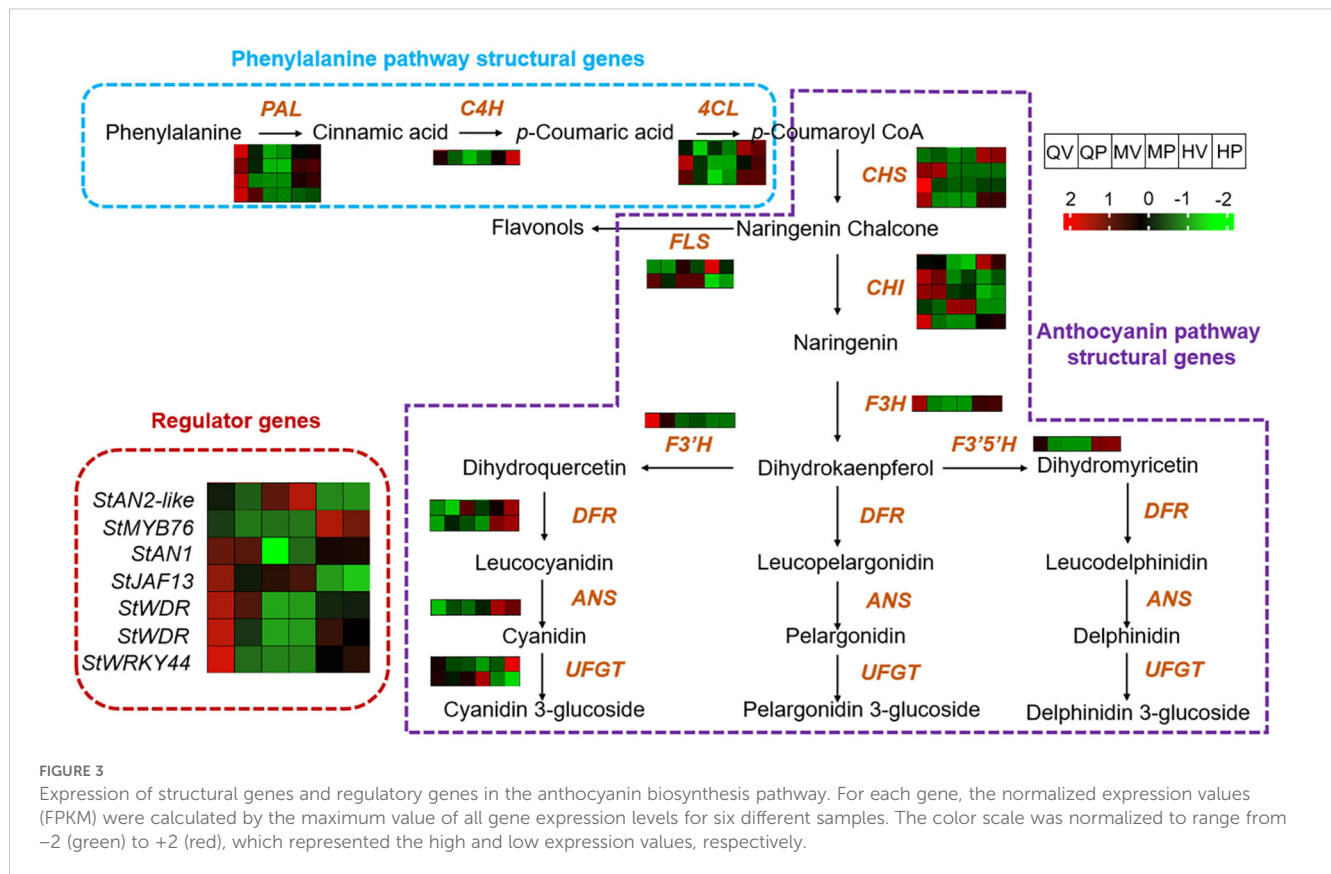 Phenylalanine pathway structural genes
PAL
C4H
4CL
Phenylalanine
Cinnamic acid
p-Coumaric acid
p-Coumaroyl CoA
QV QP MV MP HV HP
2 1 0 -1 -2
CHS
Flavonols
Naringenin Chalcone
FLS
CHI
Naringenin
Anthocyanin pathway
structural genes
Regulator genes
F3H
F3'H
F3'5'H
Dihydroquercetin
Dihydrokaenpferol
Dihydromyricetin
StAN2-like
StMYB76
StAN1
StJAF13
StWDR
StWDR
StWRKY44
DFR
DFR
DFR
Leucocyanidin
Leucopelargonidin
Leucodelphinidin
ANS
ANS
ANS
Cyanidin
Pelargonidin
Delphinidin
UFGT
UFGT
UFGT
Cyanidin 3-glucoside
Pelargonidin 3-glucoside
Delphinidin 3-glucoside
FIGURE 3
Expression of structural genes and regulatory genes in the anthocyanin biosynthesis pathway. For each gene, the normalized expression values
(FPKM) were calculated by the maximum value of all gene expression levels for six different samples. The color scale was normalized to range from
–2 (green) to +2 (red), which represented the high and low expression values, respectively.